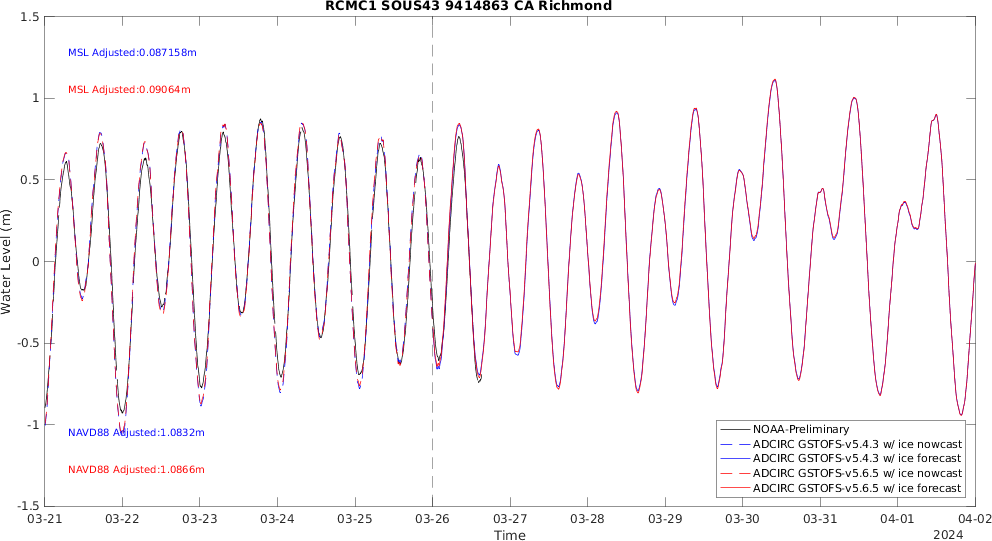 RCMC1 SOUS43 9414863 CA Richmond
1.5
1
0.5
0
-0.5
-1
-1.5
Water Level (m)
MSL Adjusted:0.087158m
MSL Adjusted:0.09064m
NAVD88 Adjusted:1.0832m
NAVD88 Adjusted:1.0866m
NOAA-Preliminary
ADCIRC GSTOFS-v5.4.3 w/ ice nowcast
ADCIRC GSTOFS-v5.4.3 w/ ice forecast
ADCIRC GSTOFS-v5.6.5 w/ ice nowcast
ADCIRC GSTOFS-v5.6.5 w/ ice forecast
03-21 03-22 03-23 03-24 03-25 03-26 03-27 03-28 03-29 03-30 03-31 04-01 04-02
Time 2024